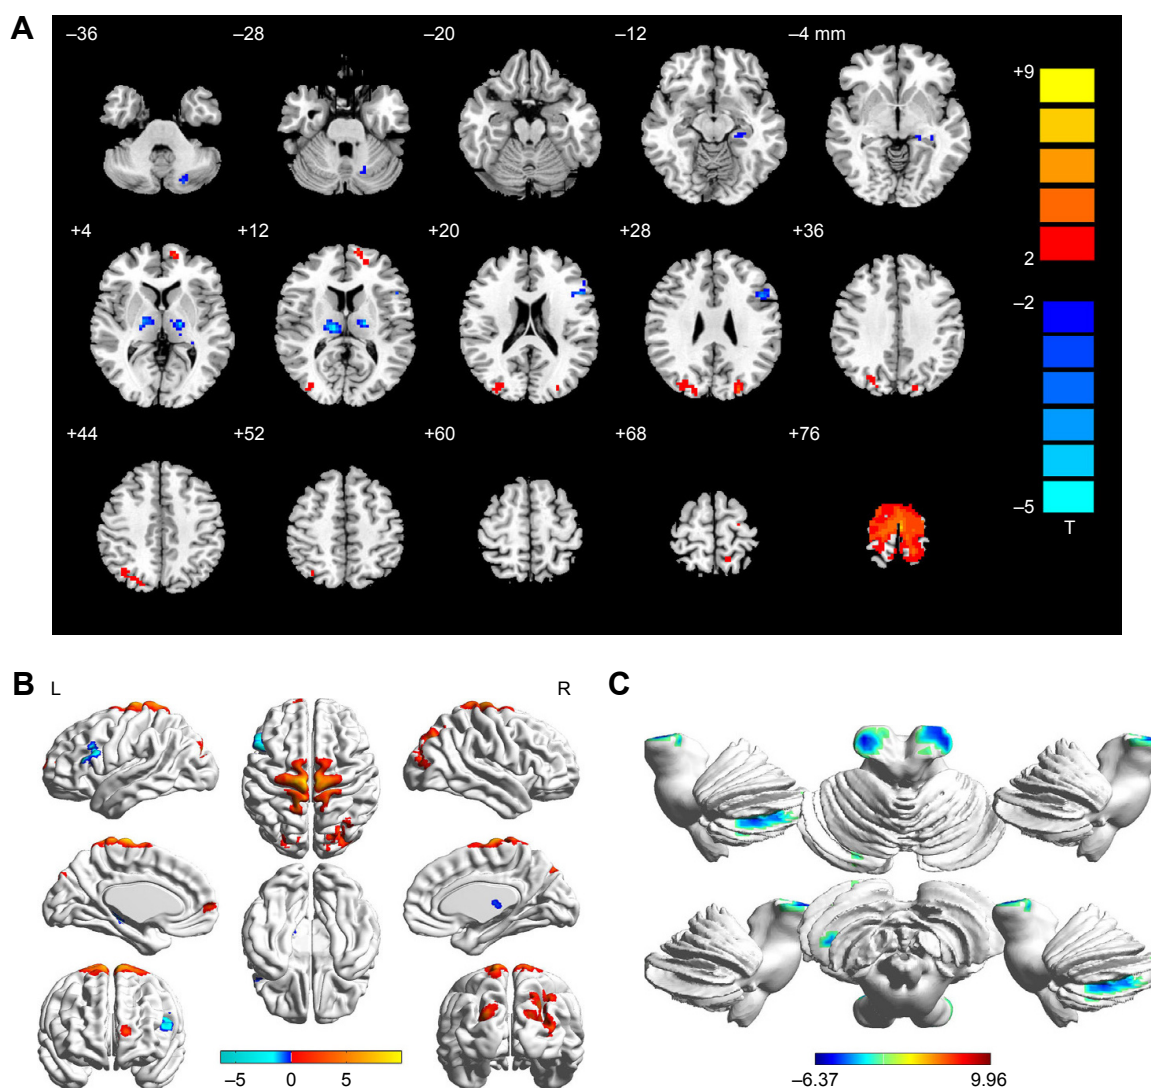 A
–36 –28 –20 –12 –4 mm
+9
+4 +12 +20 +28 +36
2
–2
+44 +52 +60 +68 +76
–5
T
B L R
C
–5 0 5
–6.37 9.96